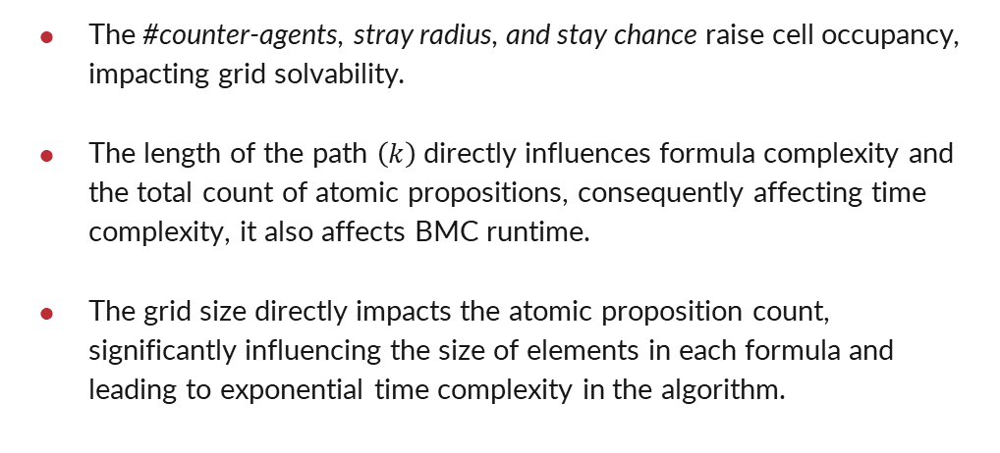 • The #counter-agents, stray radius, and stay chance raise cell occupancy,
impacting grid solvability.
• The length of the path (k) directly influences formula complexity and
the total count of atomic propositions, consequently affecting time
complexity, it also affects BMC runtime.
• The grid size directly impacts the atomic proposition count,
significantly influencing the size of elements in each formula and
leading to exponential time complexity in the algorithm.